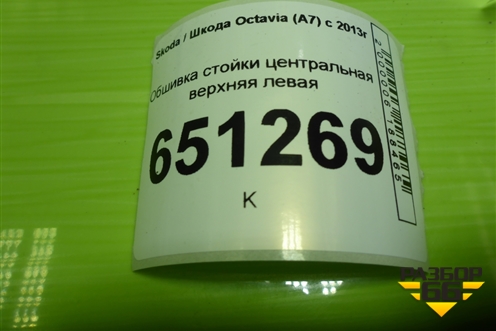 Skoda / Шкода Octavia (A7) с 2013г
Обшивка стойки центральная
верхняя левая
651269
К
РАЗБОР
66